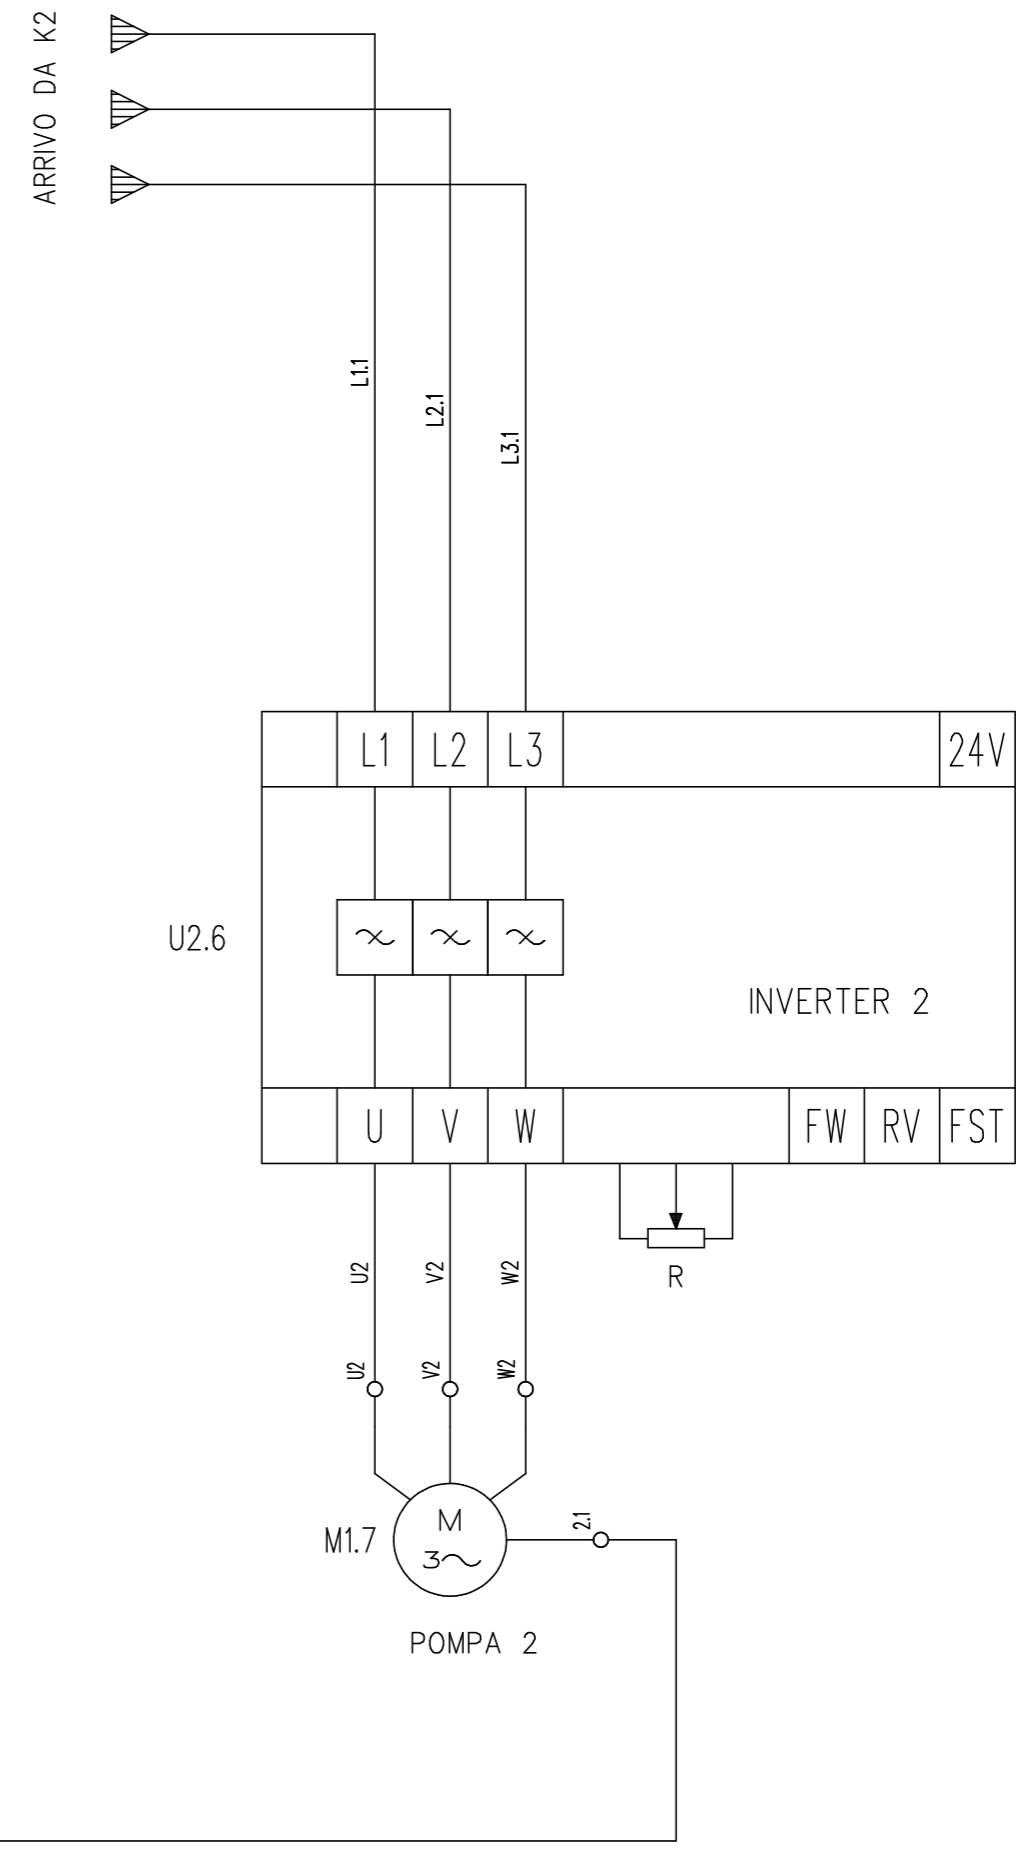 ARRIVO DA K2
L1.1
L2.1
L3.1
L1 L2 L3 24V
U2.6
INVERTER 2
U V W FW RV FST
U2 V2 W2
R
U2 V2 W2
M1.7
M
3
2.1
POMPA 2